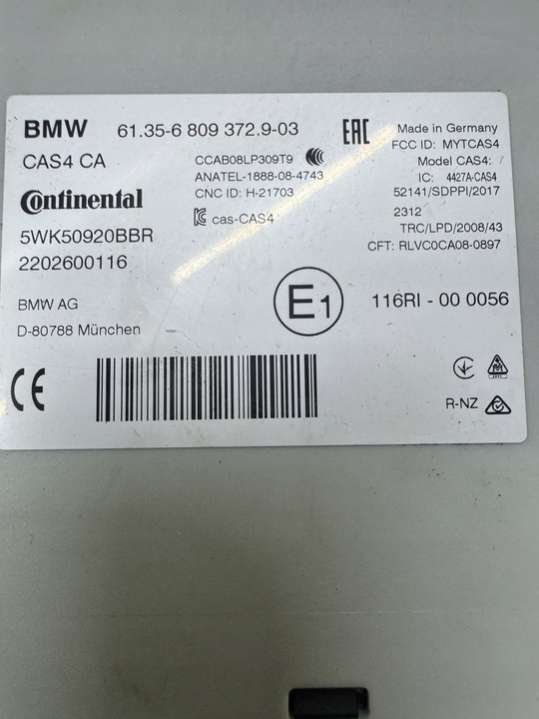 BMW 61.35-6 809 372.9-03
CAS4 CA
Continental
5WK50920BBR
2202600116
BMW AG
D-80788 München
CCAB08LP309T9
ANATEL-1888-08-4743
CNC ID: H-21703
cas-CAS4
E1
EAC
Made in Germany
FCC ID: MYTCAS4
Model CAS4: /
IC: 4427A-CAS4
52141/SDPPI/2017
2312
TRC/LPD/2008/43
CFT: RLVC0CA08-0897
116RI - 00 0056
CE
R-NZ